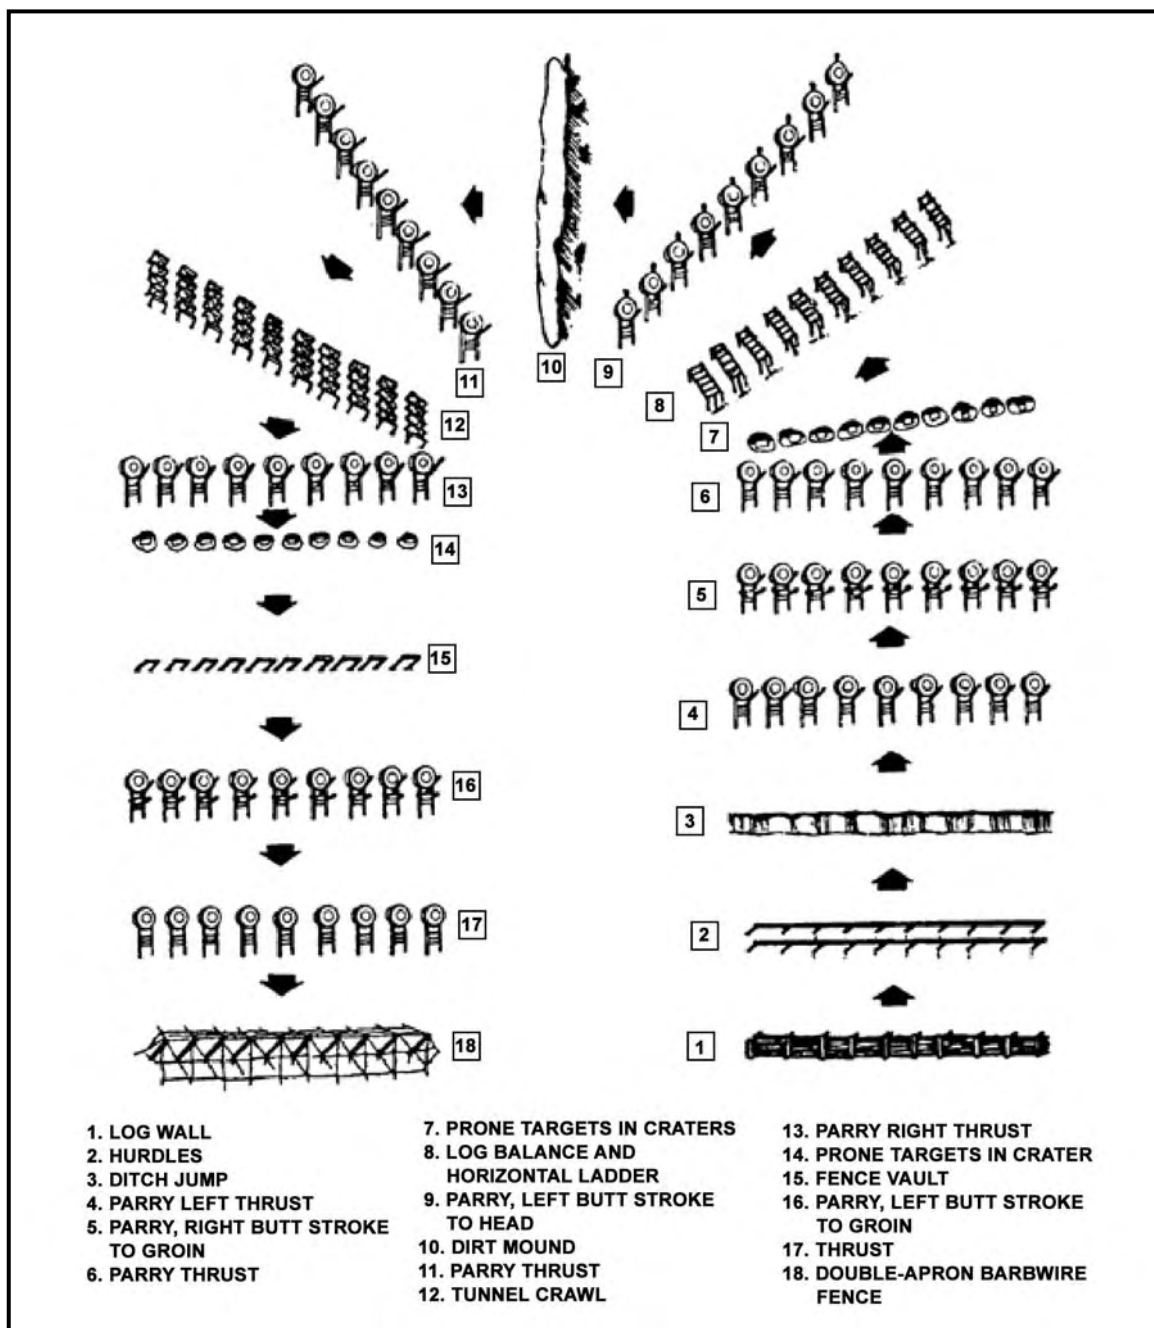 10
9
11
8
12
7
13
6
14
5
15
4
16
3
17
2
18
1
1. LOG WALL
2. HURDLES
3. DITCH JUMP
4. PARRY LEFT THRUST
5. PARRY, RIGHT BUTT STROKE
TO GROIN
6. PARRY THRUST
7. PRONE TARGETS IN CRATERS
8. LOG BALANCE AND
HORIZONTAL LADDER
9. PARRY, LEFT BUTT STROKE
TO HEAD
10. DIRT MOUND
11. PARRY THRUST
12. TUNNEL CRAWL
13. PARRY RIGHT THRUST
14. PRONE TARGETS IN CRATER
15. FENCE VAULT
16. PARRY, LEFT BUTT STROKE
TO GROIN
17. THRUST
18. DOUBLE-APRON BARBWIRE
FENCE